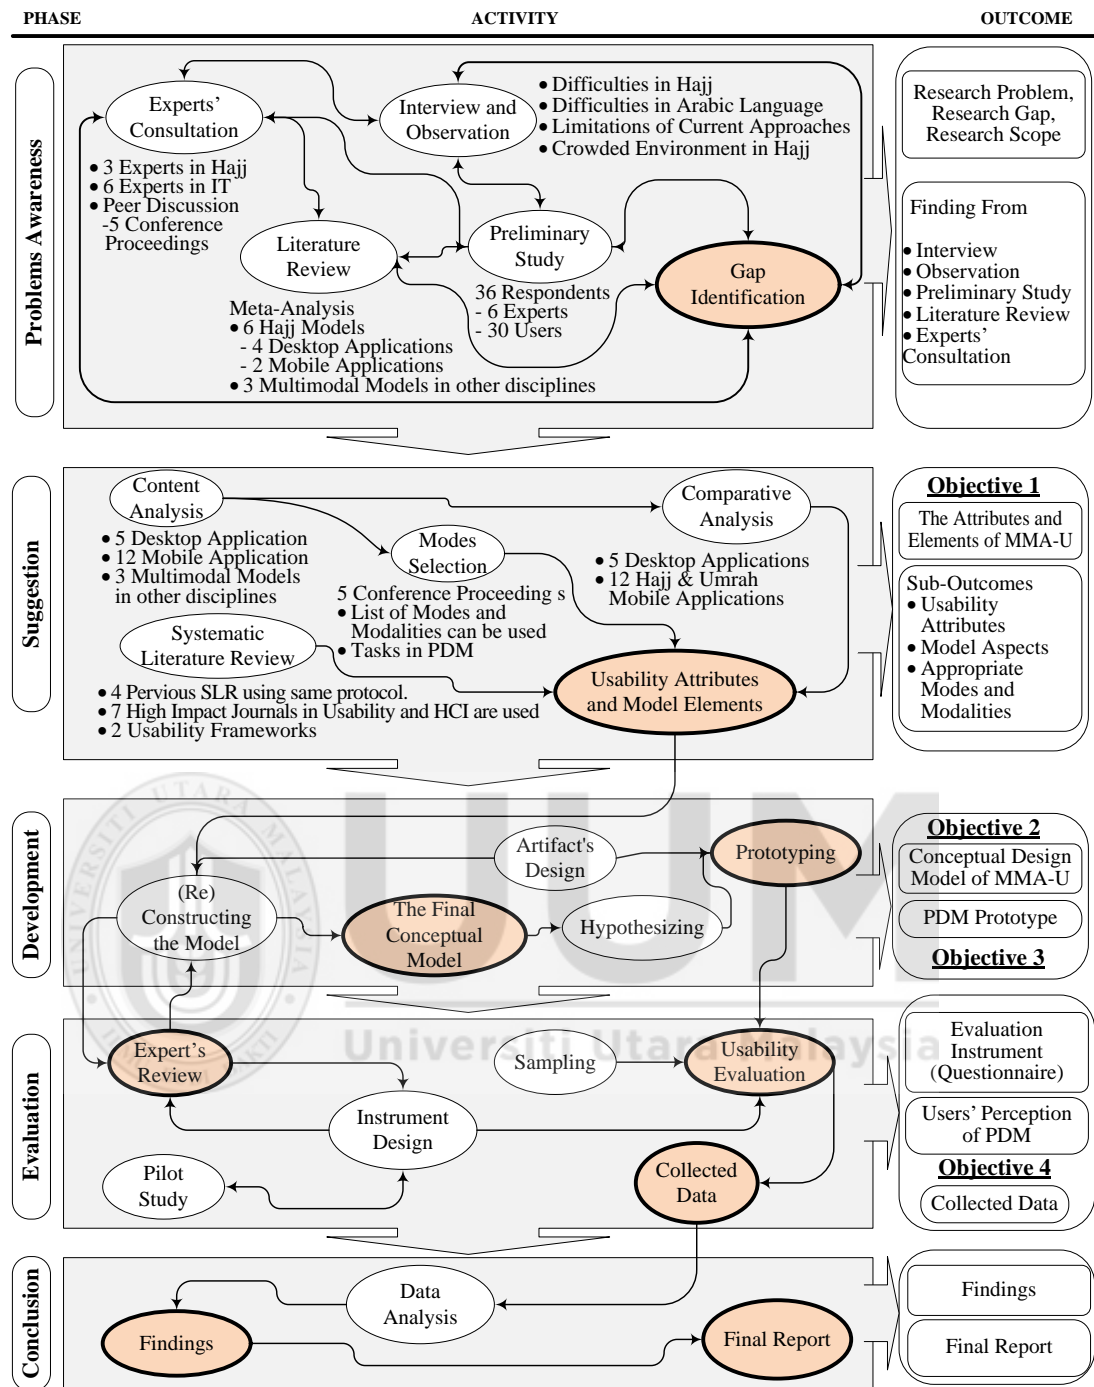 PHASE ACTIVITY OUTCOME
Problems Awareness
Experts'
Consultation
• 3 Experts in Hajj
• 6 Experts in IT
• Peer Discussion
-5 Conference
Proceedings
Interview and
Observation
• Difficulties in Hajj
• Difficulties in Arabic Language
• Limitations of Current Approaches
• Crowded Environment in Hajj
Literature
Review
Meta-Analysis
• 6 Hajj Models
- 4 Desktop Applications
- 2 Mobile Applications
• 3 Multimodal Models in other disciplines
Preliminary
Study
36 Respondents
- 6 Experts
- 30 Users
Gap
Identification
Research Problem,
Research Gap,
Research Scope
Finding From
• Interview
• Observation
• Preliminary Study
• Literature Review
• Experts'
Consultation
Suggestion
Content
Analysis
• 5 Desktop Application
• 12 Mobile Application
• 3 Multimodal Models
in other disciplines
Modes
Selection
5 Conference Proceeding s
• List of Modes and
Modalities can be used
• Tasks in PDM
Comparative
Analysis
• 5 Desktop Applications
• 12 Hajj & Umrah
Mobile Applications
Systematic
Literature Review
• 4 Pervious SLR using same protocol.
• 7 High Impact Journals in Usability and HCI are used
• 2 Usability Frameworks
Usability Attributes
and Model Elements
Objective 1
The Attributes and
Elements of MMA-U
Sub-Outcomes
• Usability
Attributes
• Model Aspects
• Appropriate
Modes and
Modalities
Development
(Re)
Constructing
the Model
Artifact's
Design
Prototyping
The Final
Conceptual
Model
Hypothesizing
Objective 2
Conceptual Design
Model of MMA-U
PDM Prototype
Objective 3
UNIVERSITI UTARA MALAYSIA
UUM
Universiti Utara Malaysia
Evaluation
Expert's
Review
Sampling
Usability
Evaluation
Instrument
Design
Pilot
Study
Collected
Data
Evaluation
Instrument
(Questionnaire)
Users' Perception
of PDM
Objective 4
Collected Data
Conclusion
Data
Analysis
Findings
Final Report
Findings
Final Report